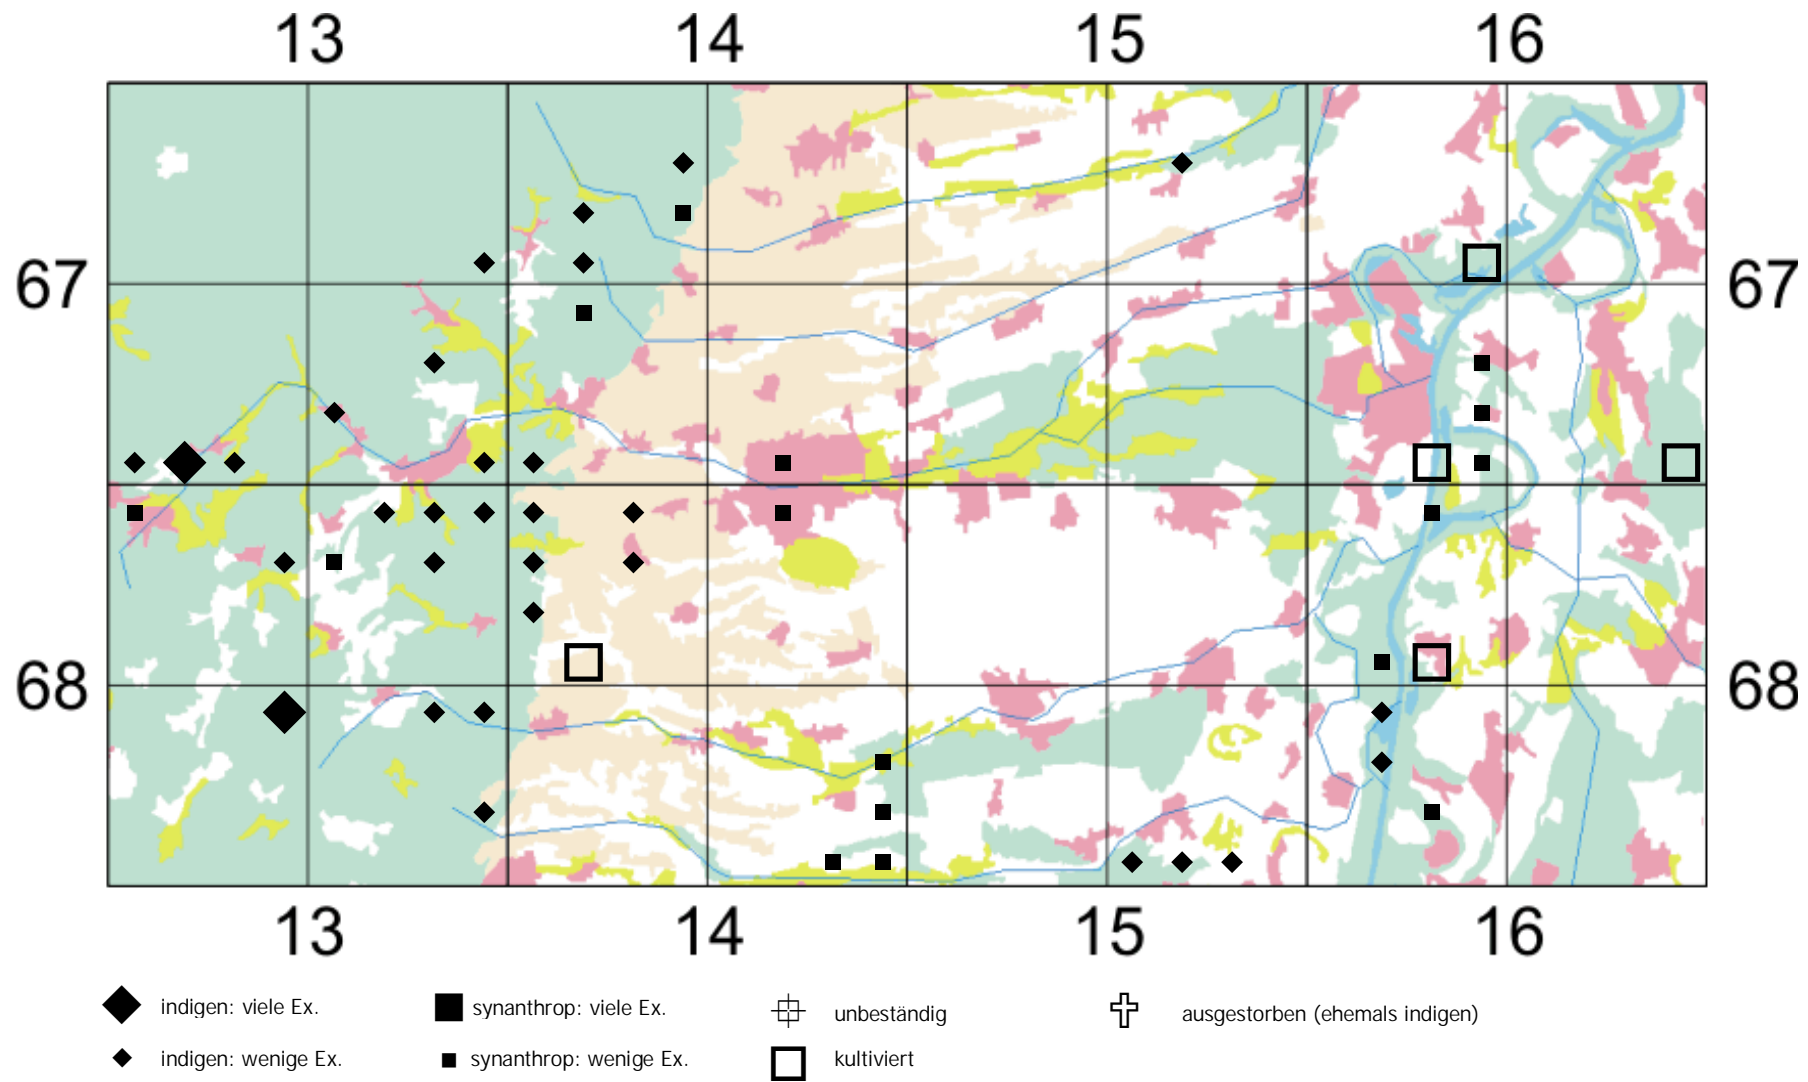 13 14 15 16
67 67
68 68
13 14 15 16
indigen: viele Ex. synanthrop: viele Ex. unbeständig ausgestorben (ehemals indigen)
indigen: wenige Ex. synanthrop: wenige Ex. kultiviert